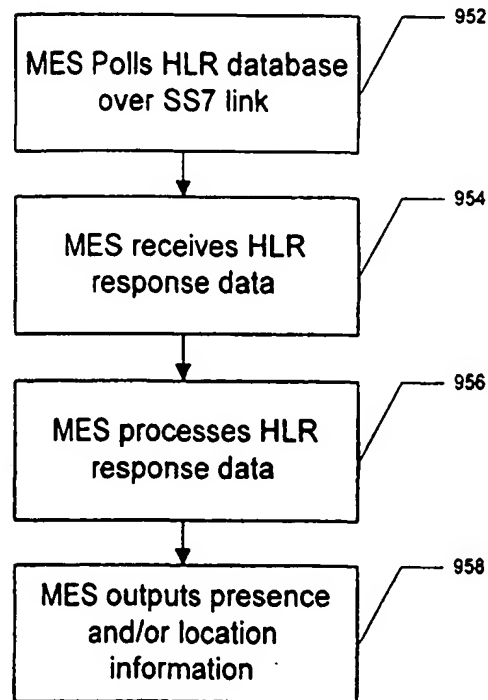 952
MES Polls HLR database
over SS7 link
954
MES receives HLR
response data
956
MES processes HLR
response data
958
MES outputs presence
and/or location
information